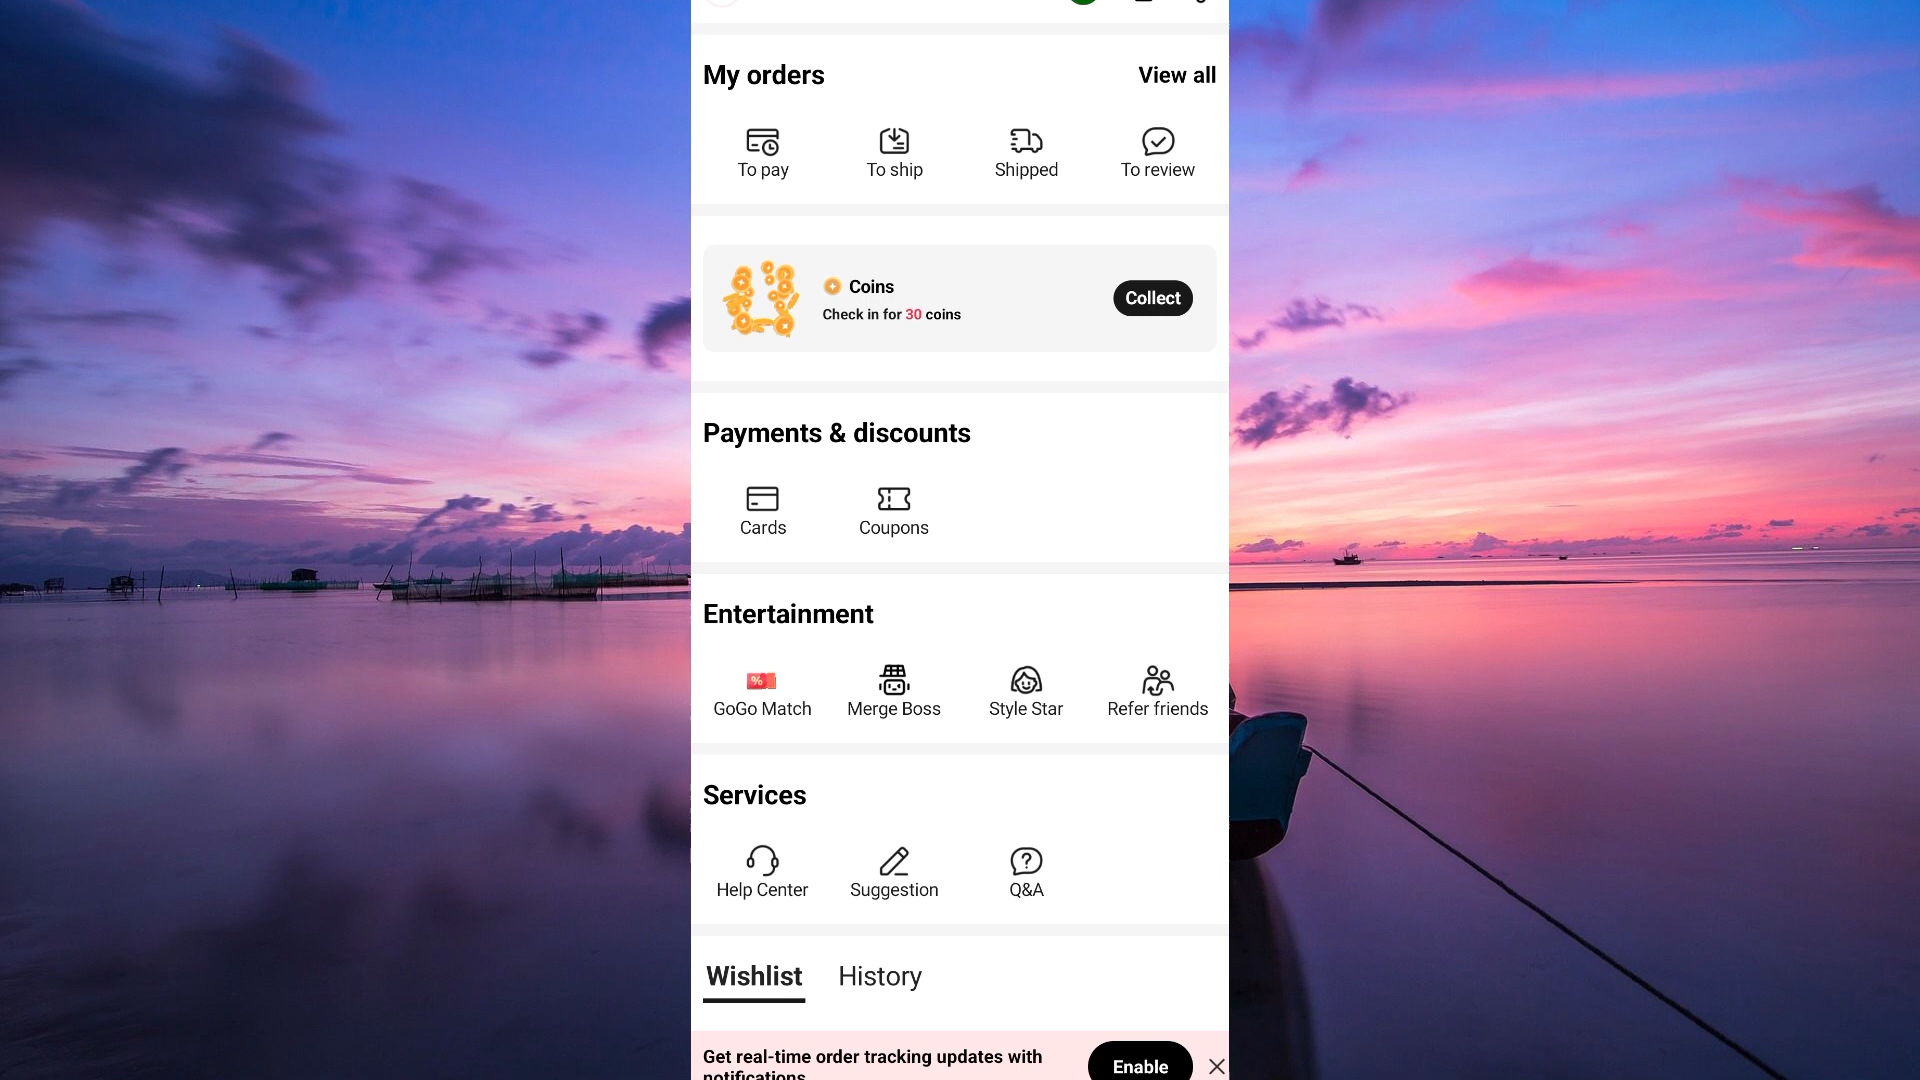 My orders View all
To pay To ship Shipped To review
Coins
Check in for 30 coins
Collect
Payments & discounts
Cards Coupons
Entertainment
%
GoGo Match Merge Boss Style Star Refer friends
Services
Help Center Suggestion Q&A
Wishlist History
Get real-time order tracking updates with
notifications
Enable